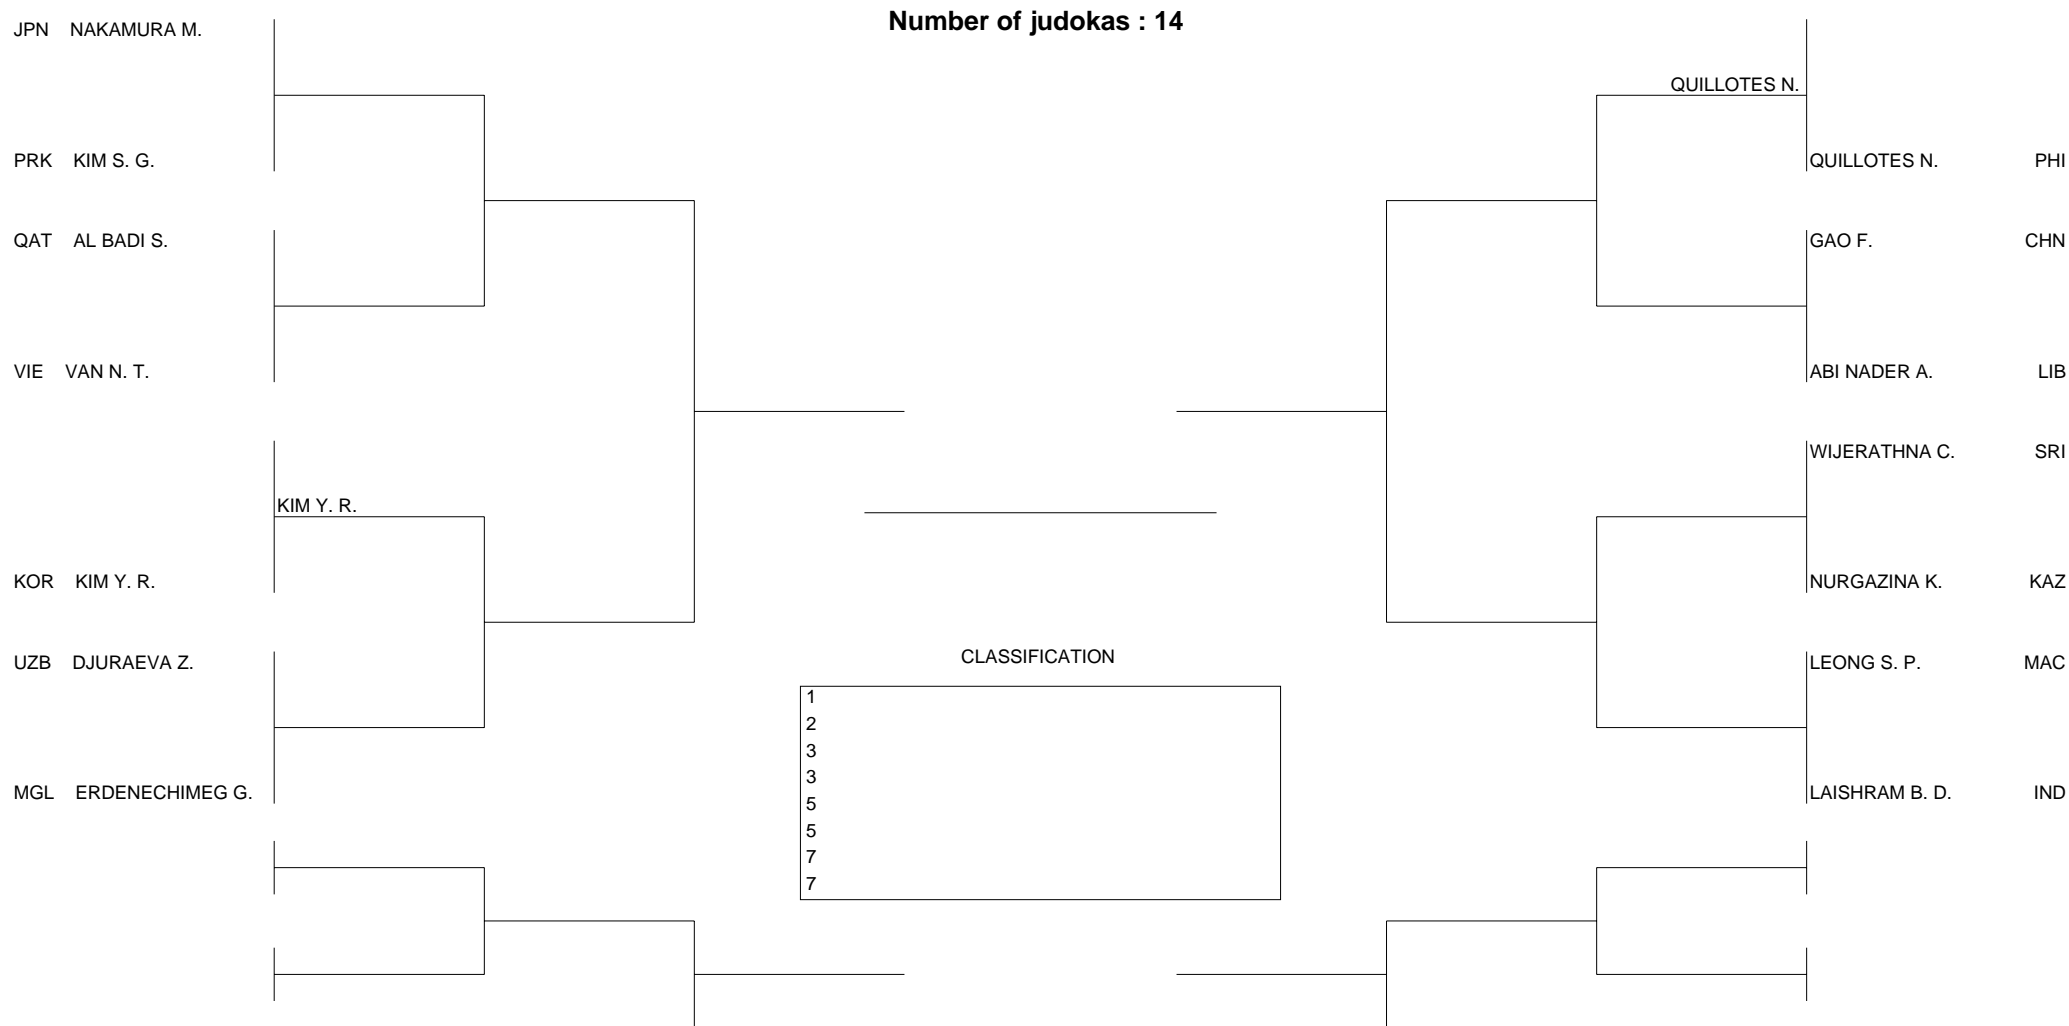 Number of judokas : 14
JPN NAKAMURA M.
PRK KIM S. G.
QAT AL BADI S.
VIE VAN N. T.
KIM Y. R.
KOR KIM Y. R.
UZB DJURAEVA Z.
MGL ERDENECHIMEG G.
QUILLOTES N.
QUILLOTES N. PHI
GAO F. CHN
ABI NADER A. LIB
WIJERATHNA C. SRI
NURGAZINA K. KAZ
LEONG S. P. MAC
LAISHRAM B. D. IND
CLASSIFICATION
1
2
3
3
5
5
7
7